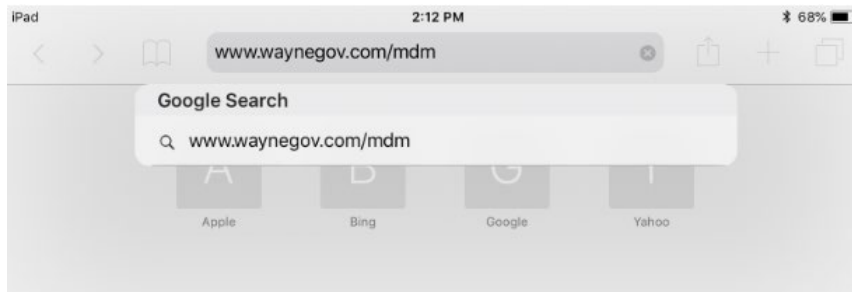 iPad 2:12 PM 68%
www.waynegov.com/mdm
Google Search
www.waynegov.com/mdm
A B G
Apple Bing Google Yahoo